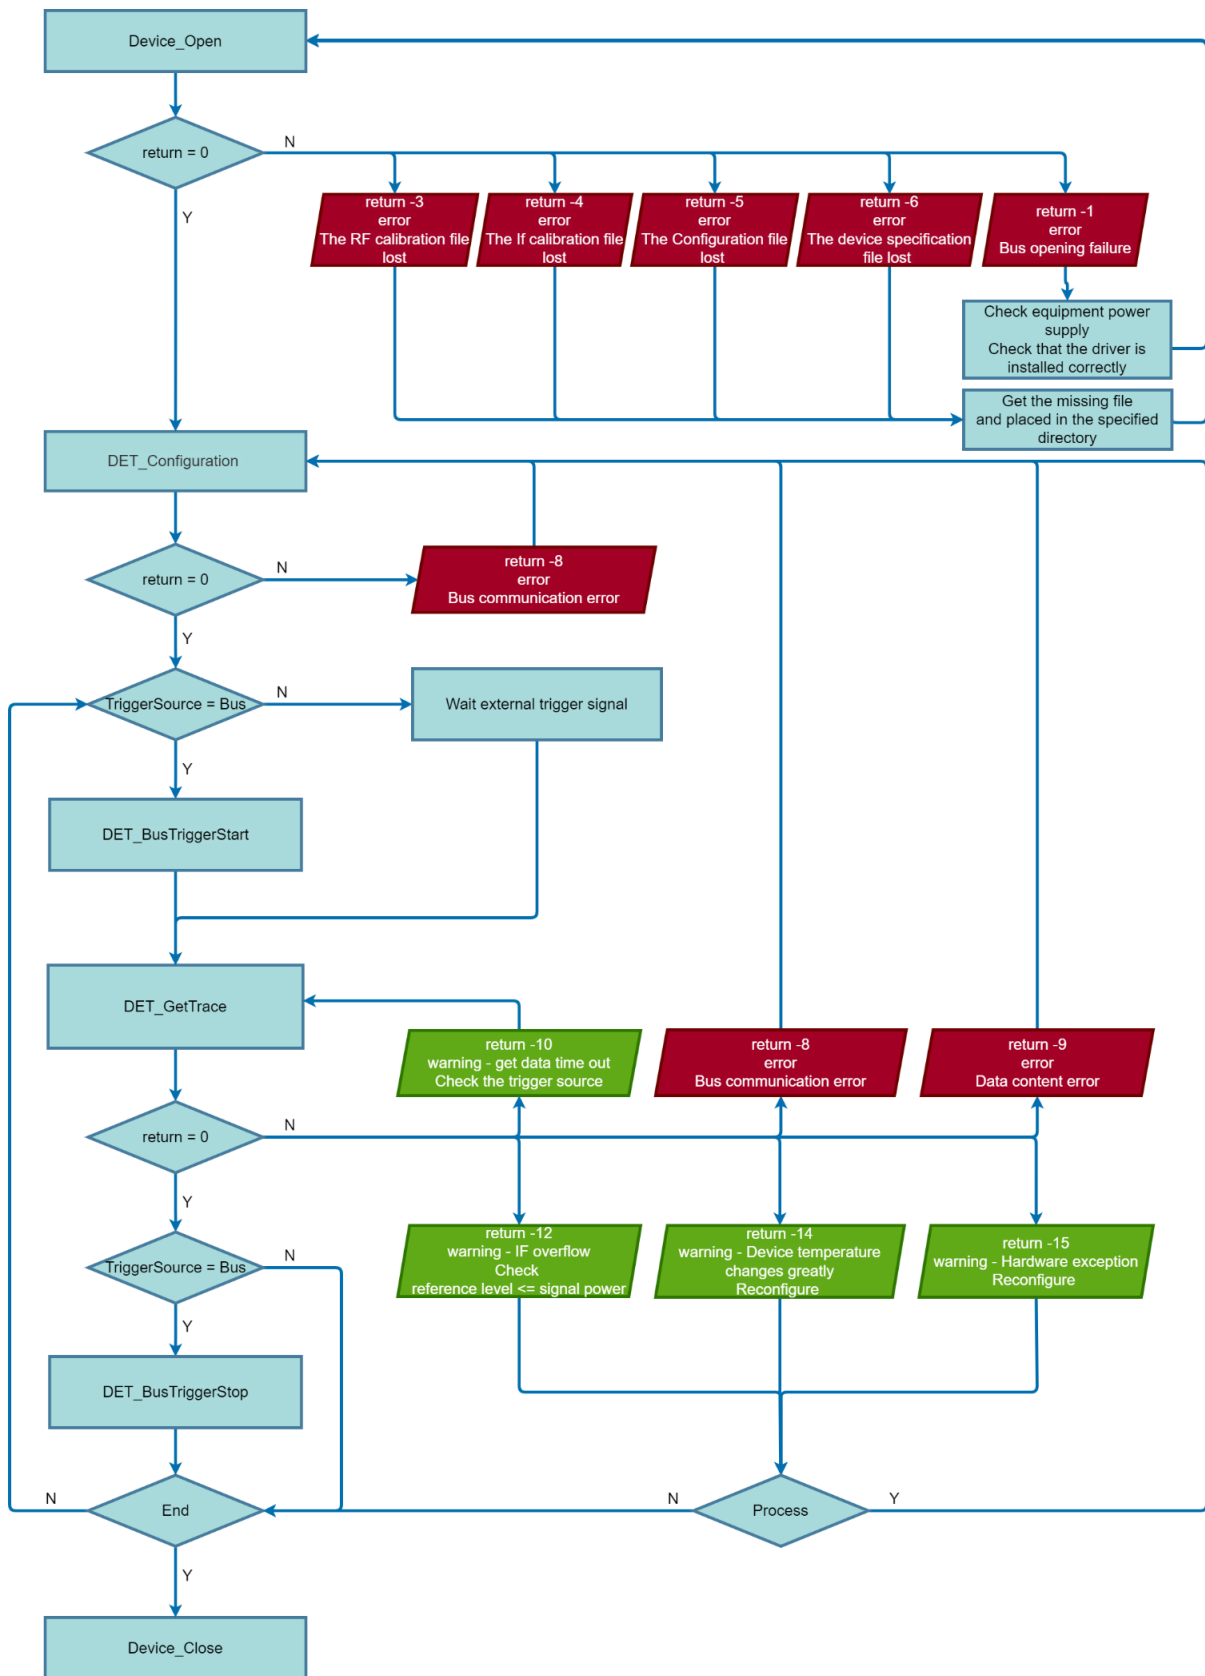 Device_Open
return = 0
N
Y
return -3
error
The RF calibration file
lost
return -4
error
The If calibration file
lost
return -5
error
The Configuration file
lost
return -6
error
The device specification
file lost
return -1
error
Bus opening failure
Check equipment power
supply
Check that the driver is
installed correctly
Get the missing file
and placed in the specified
directory
DET_Configuration
return = 0
N
return -8
error
Bus communication error
Y
TriggerSource = Bus
N
Wait external trigger signal
Y
DET_BusTriggerStart
DET_GetTrace
return -10
warning - get data time out
Check the trigger source
return -8
error
Bus communication error
return -9
error
Data content error
return = 0
N
Y
return -12
warning - IF overflow
Check
reference level <= signal power
return -14
warning - Device temperature
changes greatly
Reconfigure
return -15
warning - Hardware exception
Reconfigure
TriggerSource = Bus
N
Y
DET_BusTriggerStop
N
End
N
Process
Y
Y
Device_Close